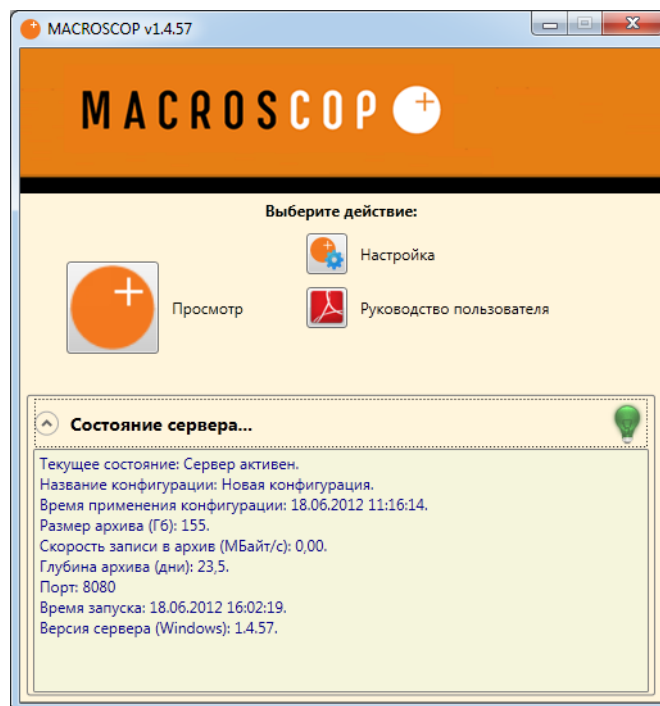 MACROSCOP v1.4.57
MACROSCOP
Выберите действие:
Настройка
Просмотр
Руководство пользователя
Состояние сервера...
Текущее состояние: Сервер активен.
Название конфигурации: Новая конфигурация.
Время применения конфигурации: 18.06.2012 11:16:14.
Размер архива (Гб): 155.
Скорость записи в архив (МБайт/с): 0,00.
Глубина архива (дни): 23,5.
Порт: 8080
Время запуска: 18.06.2012 16:02:19.
Версия сервера (Windows): 1.4.57.